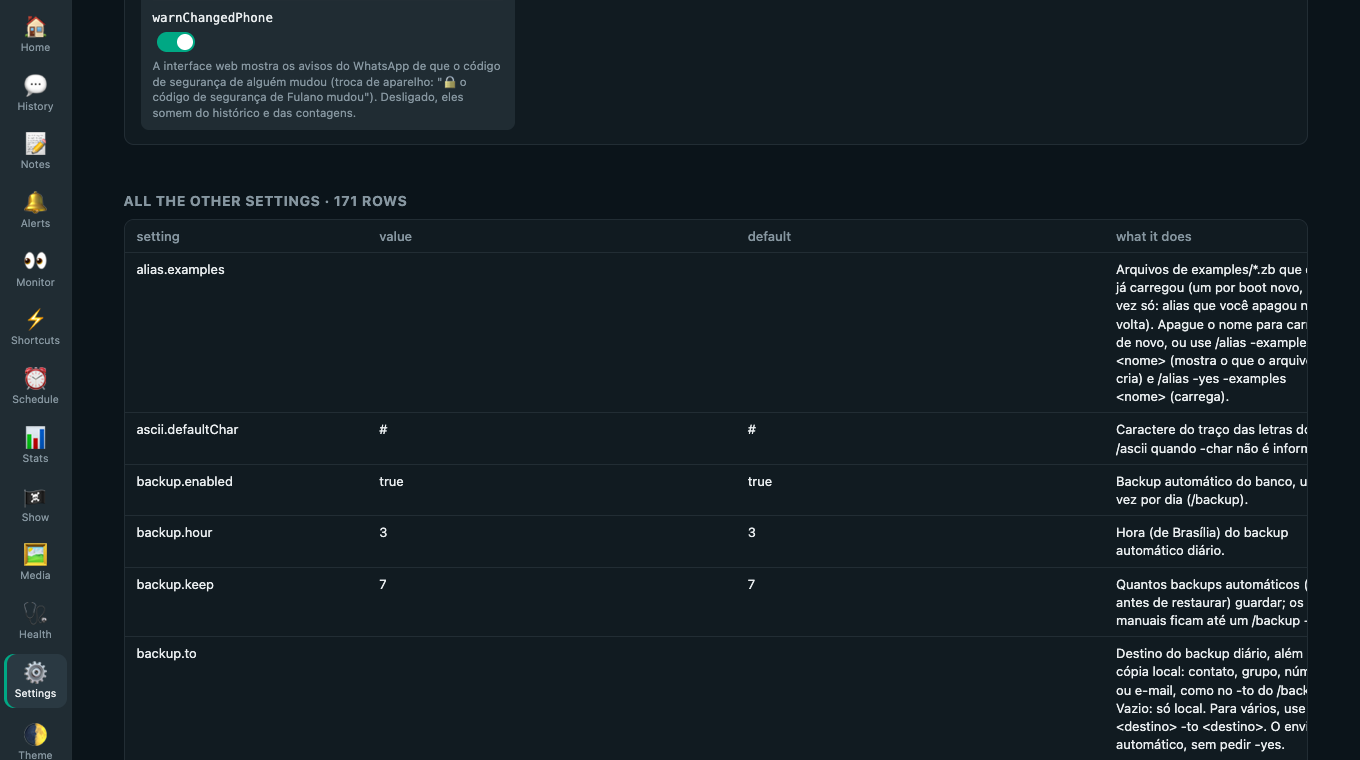 Home
History
Notes
Alerts
Monitor
Shortcuts
Schedule
Stats
Show
Media
Health
Settings
Theme
warnChangedPhone
A interface web mostra os avisos do WhatsApp de que o código
de segurança de alguém mudou (troca de aparelho: "🔒 o
código de segurança de Fulano mudou"). Desligado, eles
somem do histórico e das contagens.
ALL THE OTHER SETTINGS · 171 ROWS
setting value default what it does
alias.examples
Arquivos de examples/*.zb que
já carregou (um por boot novo,
vez só: alias que você apagou
volta). Apague o nome para
de novo, ou use /alias -example
<nome> (mostra o que o
cria) e /alias -yes -examples
<nome> (carrega).
ascii.defaultChar # #
Caractere do traço das letras
/ascii quando -char não é
backup.enabled true true
Backup automático do banco,
vez por dia (/backup).
backup.hour 3 3
Hora (de Brasília) do backup
automático diário.
backup.keep 7 7
Quantos backups automáticos (
antes de restaurar) guardar; os
manuais ficam até um /backup -
backup.to
Destino do backup diário, além
cópia local: contato, grupo,
ou e-mail, como no -to do
Vazio: só local. Para vários, use
<destino> -to <destino>. O
automático, sem pedir -yes.